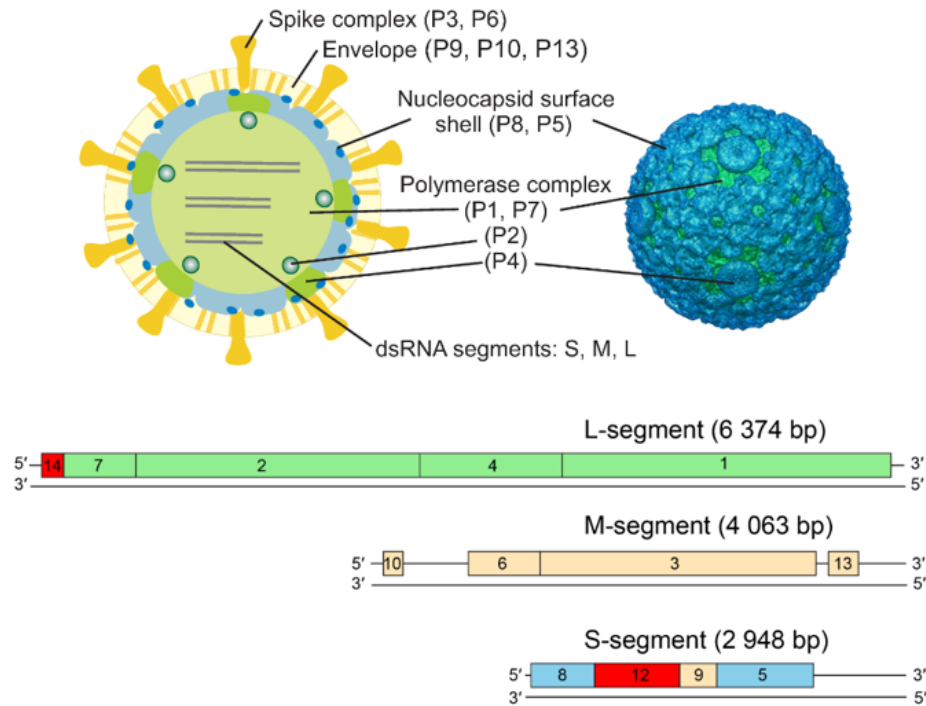 Spike complex (P3, P6)
Envelope (P9, P10, P13)
Nucleocapsid surface
shell (P8, P5)
Polymerase complex
(P1, P7)
(P2)
(P4)
dsRNA segments: S, M, L
L-segment (6 374 bp)
5′ 14 7 2 4 1 3′
3′ 5′
M-segment (4 063 bp)
5′ 10 6 3 13 3′
3′ 5′
S-segment (2 948 bp)
5′ 8 12 9 5 3′
3′ 5′